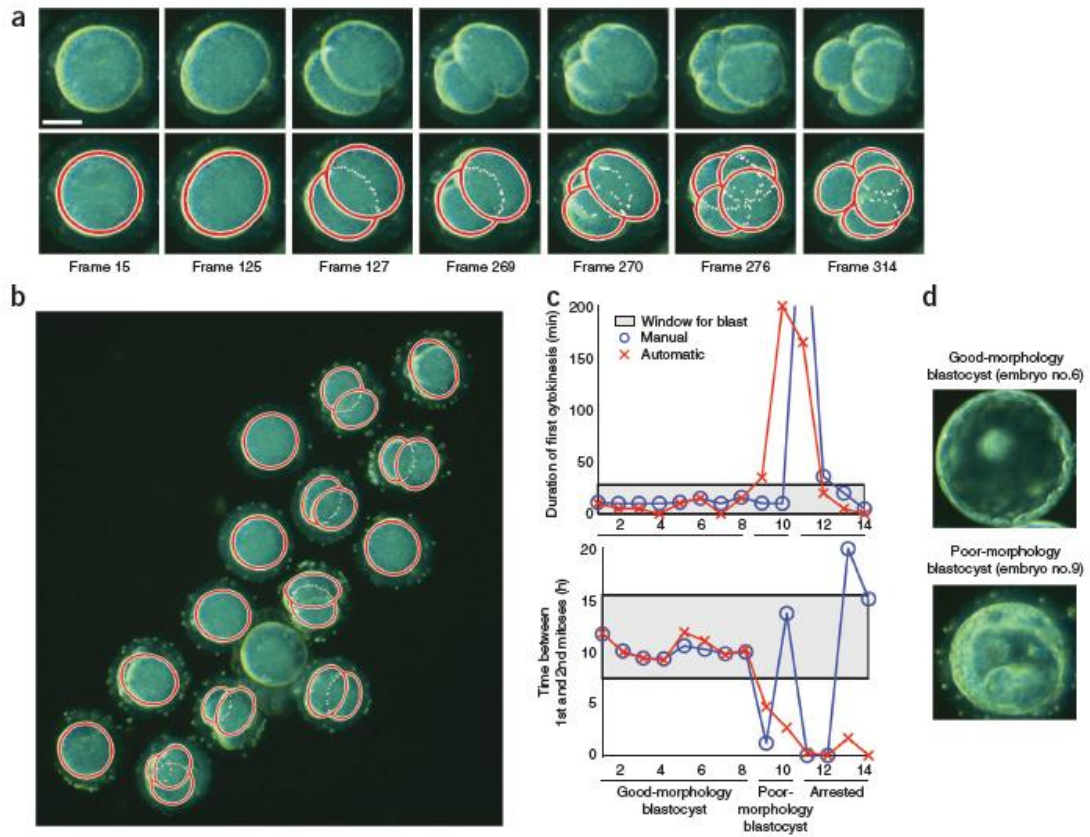 a
Frame 15
Frame 125
Frame 127
Frame 269
Frame 270
Frame 276
Frame 314
b
c
Duration of first cytokinesis (min)
200
150
100
50
0
Window for blast
Manual
Automatic
2
4
6
8
10
12
14
Time between
1st and 2nd mitoses (h)
20
15
10
5
0
2
4
6
8
10
12
14
Good-morphology
blastocyst
Poor-
morphology
blastocyst
Arrested
d
Good-morphology
blastocyst (embryo no.6)
Poor-morphology
blastocyst (embryo no.9)